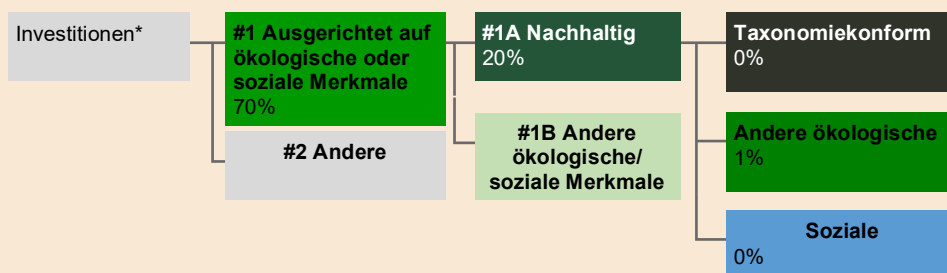 Investitionen*
#1 Ausgerichtet auf
ökologische oder
soziale Merkmale
70%
#2 Andere
#1A Nachhaltig
20%
#1B Andere
ökologische/
soziale Merkmale
Taxonomiekonform
0%
Andere ökologische
1%
Soziale
0%